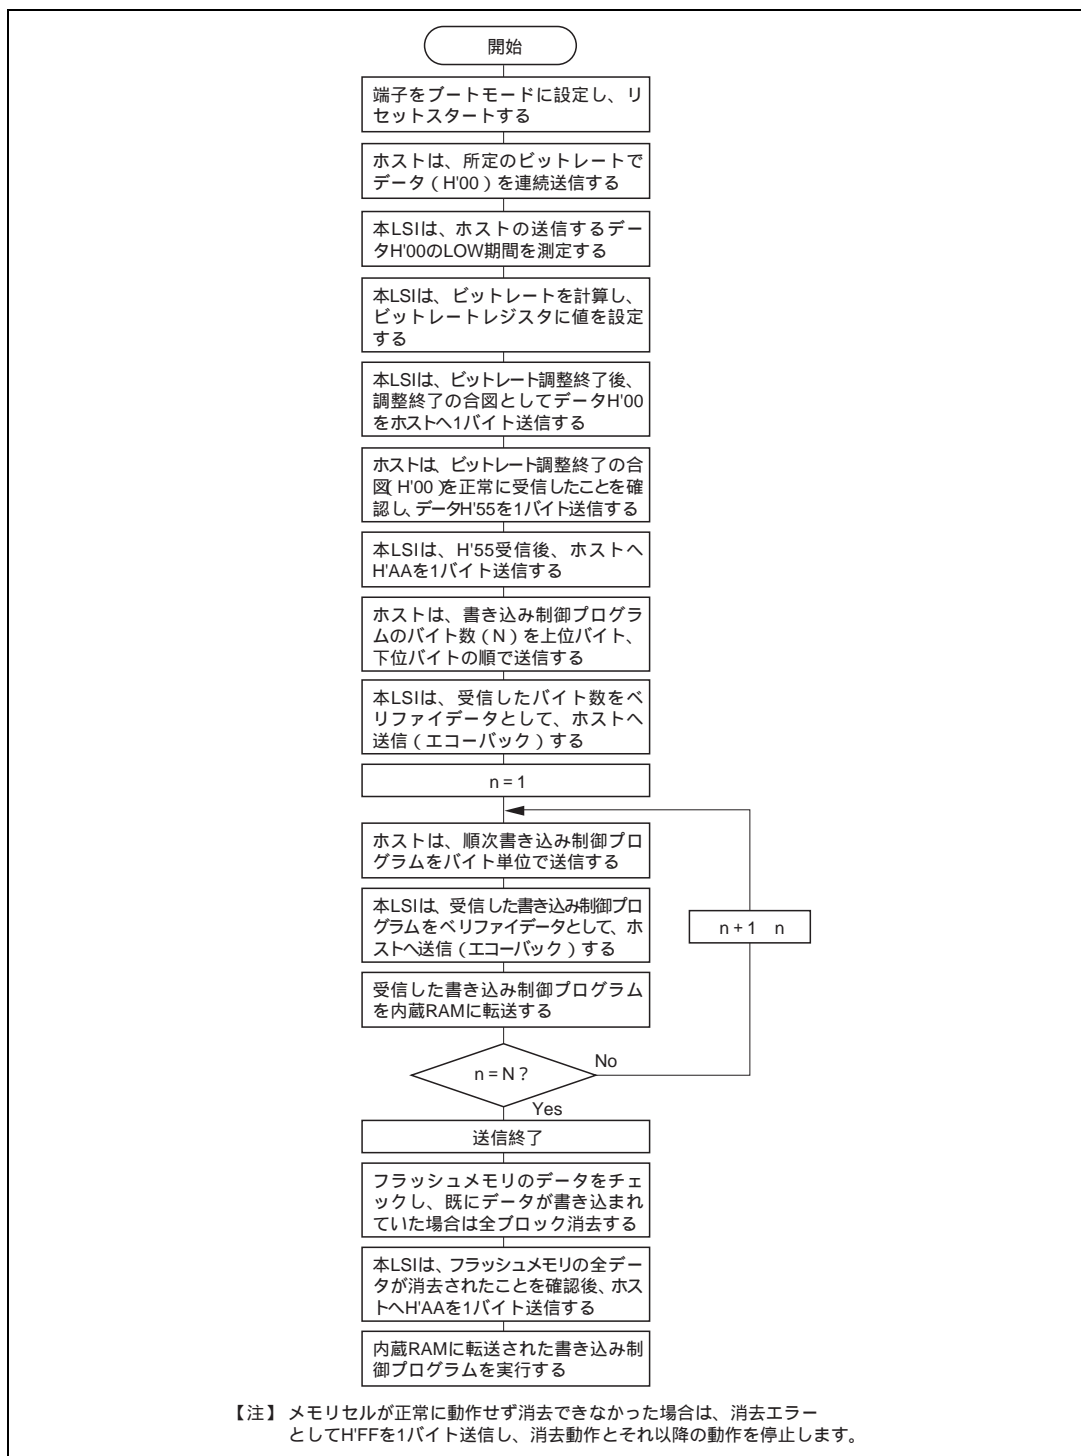 開始
端子をブートモードに設定し、リ
セットスタートする
ホストは、所定のビットレートで
データ（H'00）を連続送信する
本LSIは、ホストの送信するデー
タH'00のLOW期間を測定する
本LSIは、ビットレートを計算し、
ビットレートレジスタに値を設定
する
本LSIは、ビットレート調整終了後、
調整終了の合図としてデータH'00
をホストへ1バイト送信する
ホストは、ビットレート調整終了の合
図（H'00）を正常に受信したことを確
認し、データH'55を1バイト送信する
本LSIは、H'55受信後、ホストへ
H'AAを1バイト送信する
ホストは、書き込み制御プログラ
ムのバイト数（N）を上位バイト、
下位バイトの順で送信する
本LSIは、受信したバイト数をベ
リファイデータとして、ホストへ
送信（エコーバック）する
n = 1
ホストは、順次書き込み制御プロ
グラムをバイト単位で送信する
本LSIは、受信した書き込み制御プロ
グラムをベリファイデータとして、ホ
ストへ送信（エコーバック）する
n + 1 n
受信した書き込み制御プログラム
を内蔵RAMに転送する
n = N？
No
Yes
送信終了
フラッシュメモリのデータをチェ
ックし、既にデータが書き込まれ
ていた場合は全ブロック消去する
本LSIは、フラッシュメモリの全デー
タが消去されたことを確認後、ホス
トへH'AAを1バイト送信する
内蔵RAMに転送された書き込み制
御プログラムを実行する
【注】 メモリセルが正常に動作せず消去できなかった場合は、消去エラー
としてH'FFを1バイト送信し、消去動作とそれ以降の動作を停止します。